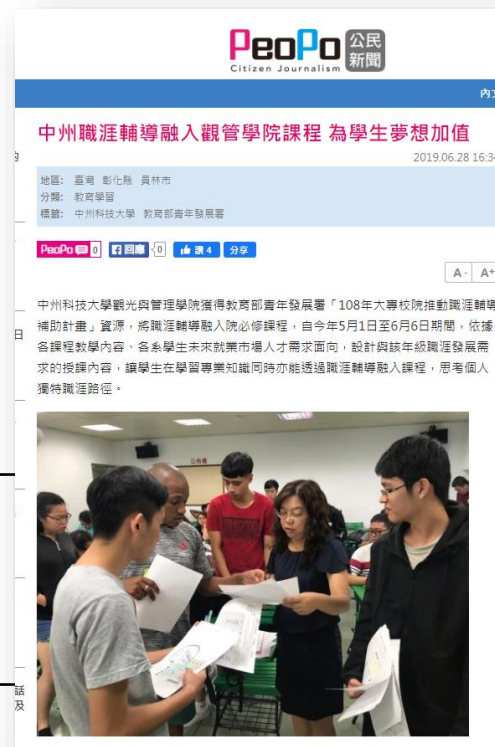 PeoPo 公民新聞
Citizen Journalism
內文
中州職涯輔導融入觀管學院課程 為學生夢想加值
2019.06.28 16:34
地區: 臺灣 彰化縣 員林市
分類: 教育學習
標籤: 中州科技大學 教育部青年發展署
PeoPo 0 回應 0 讚 4 分享
A- A+
中州科技大學觀光與管理學院獲得教育部青年發展署「108年大專校院推動職涯輔導
補助計畫」資源，將職涯輔導融入院必修課程，自今年5月1日至6月6日期間，依據
各課程教學內容、各系學生未來就業市場人才需求面向，設計與該年級職涯發展需
求的授課內容，讓學生在學習專業知識同時亦能透過職涯輔導融入課程，思考個人
獨特職涯路徑。
日
話
及